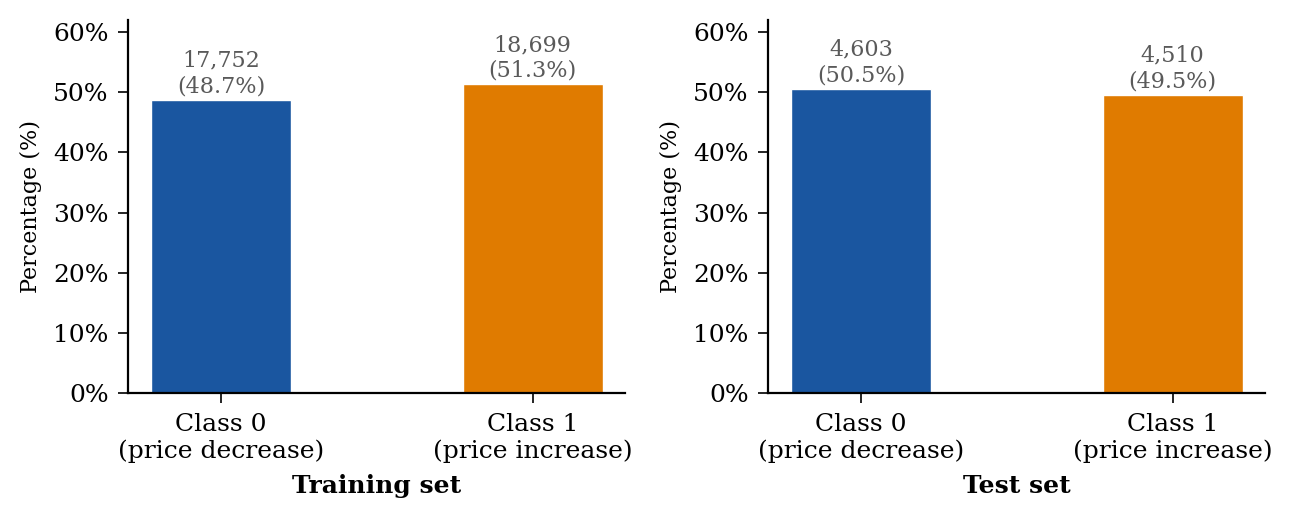 60%
50%
40%
30%
20%
10%
0%
Percentage (%)
17,752
(48.7%)
18,699
(51.3%)
Class 0
(price decrease)
Class 1
(price increase)
Training set
60%
50%
40%
30%
20%
10%
0%
Percentage (%)
4,603
(50.5%)
4,510
(49.5%)
Class 0
(price decrease)
Class 1
(price increase)
Test set